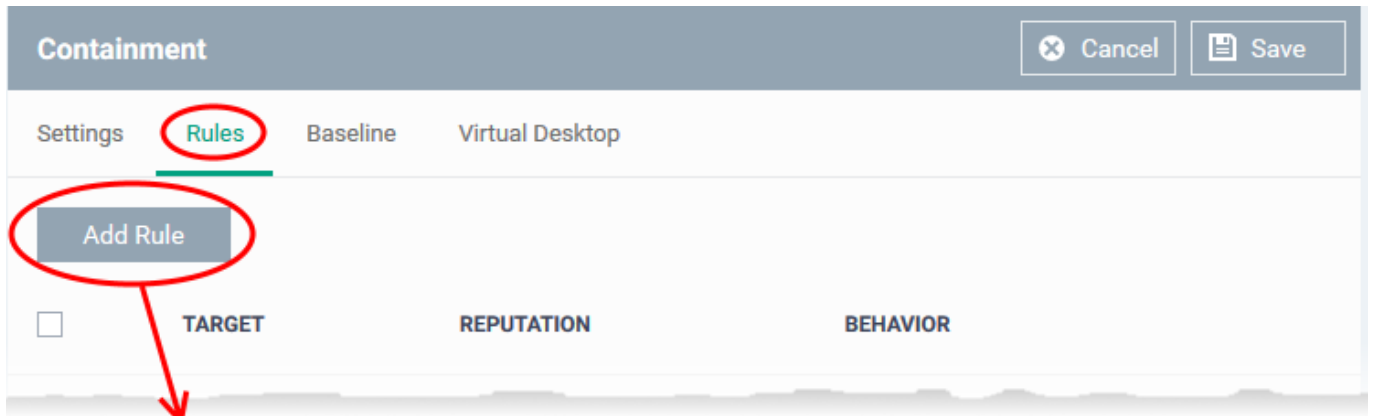 Containment Cancel Save
Settings Rules Baseline Virtual Desktop
Add Rule
TARGET REPUTATION BEHAVIOR